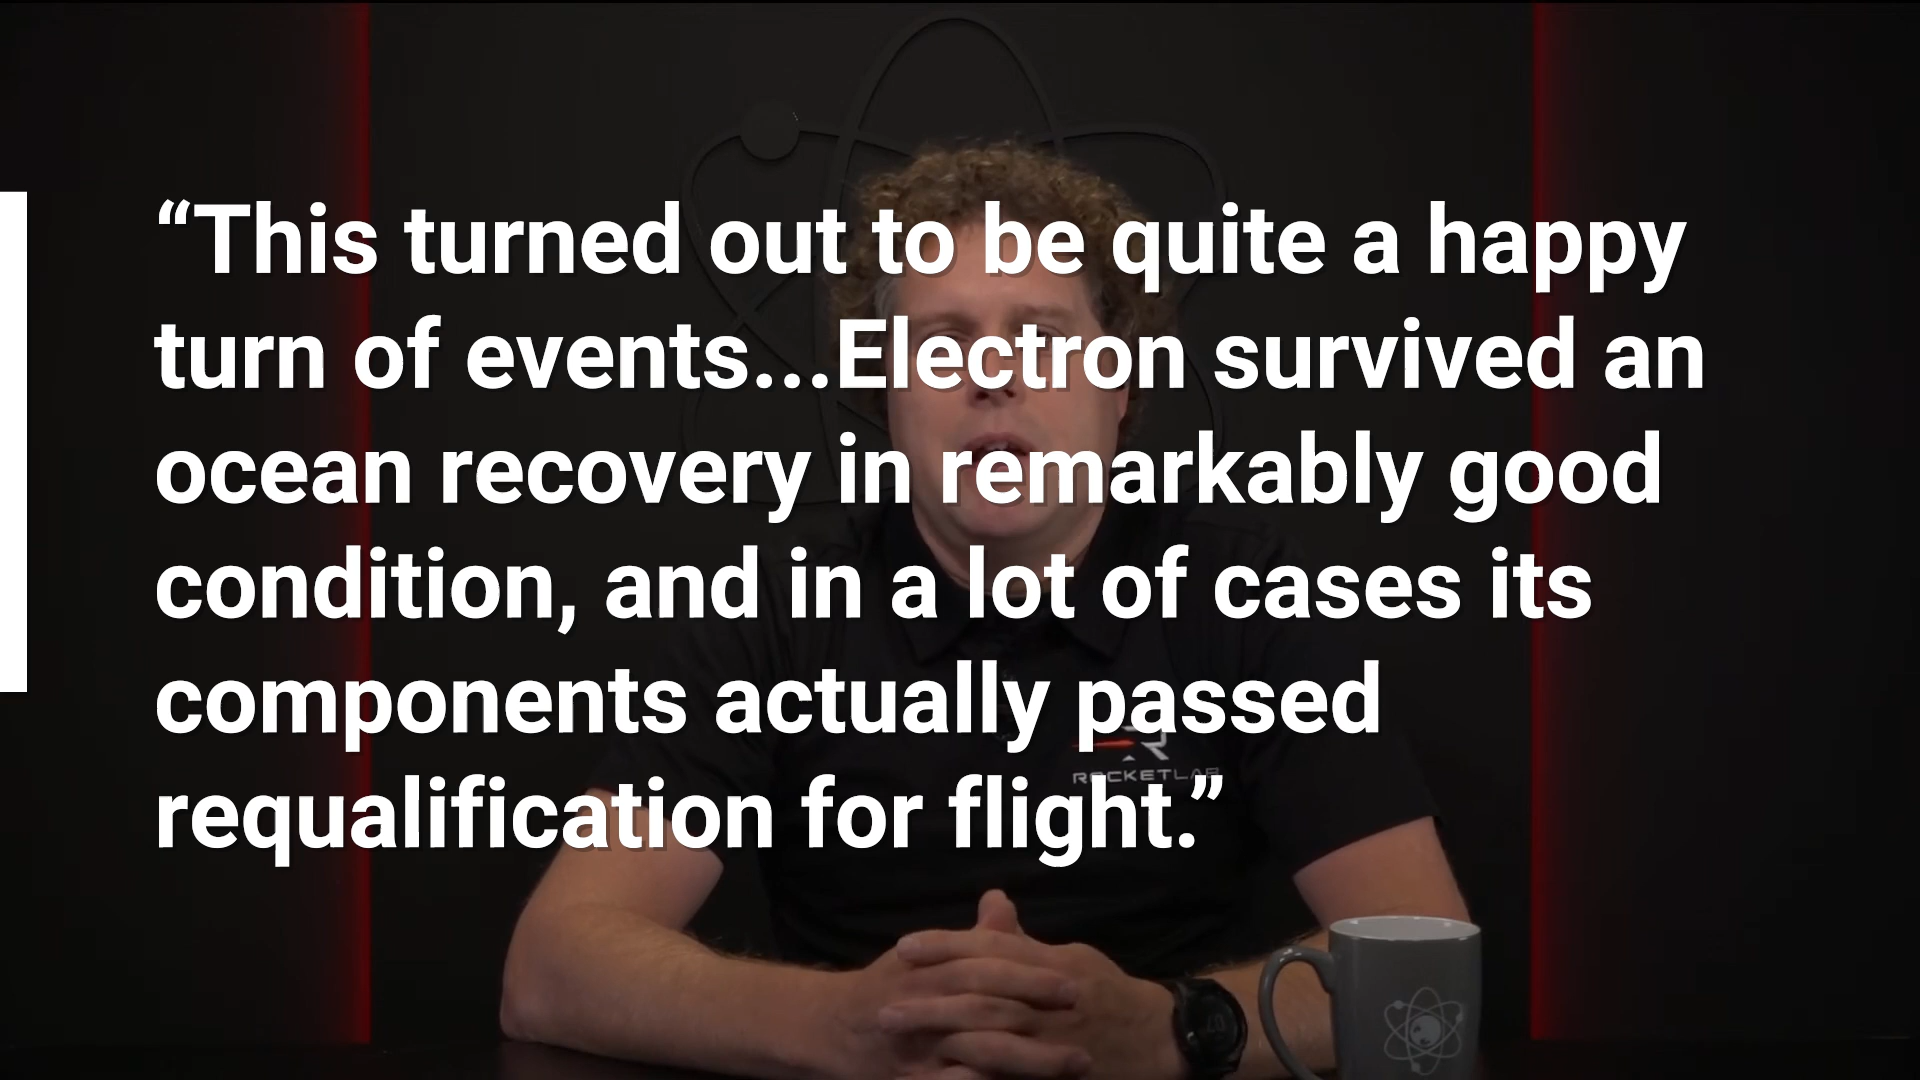 “This turned out to be quite a happy
turn of events...Electron survived an
ocean recovery in remarkably good
condition, and in a lot of cases its
components actually passed
requalification for flight.”
ROCKETLAB